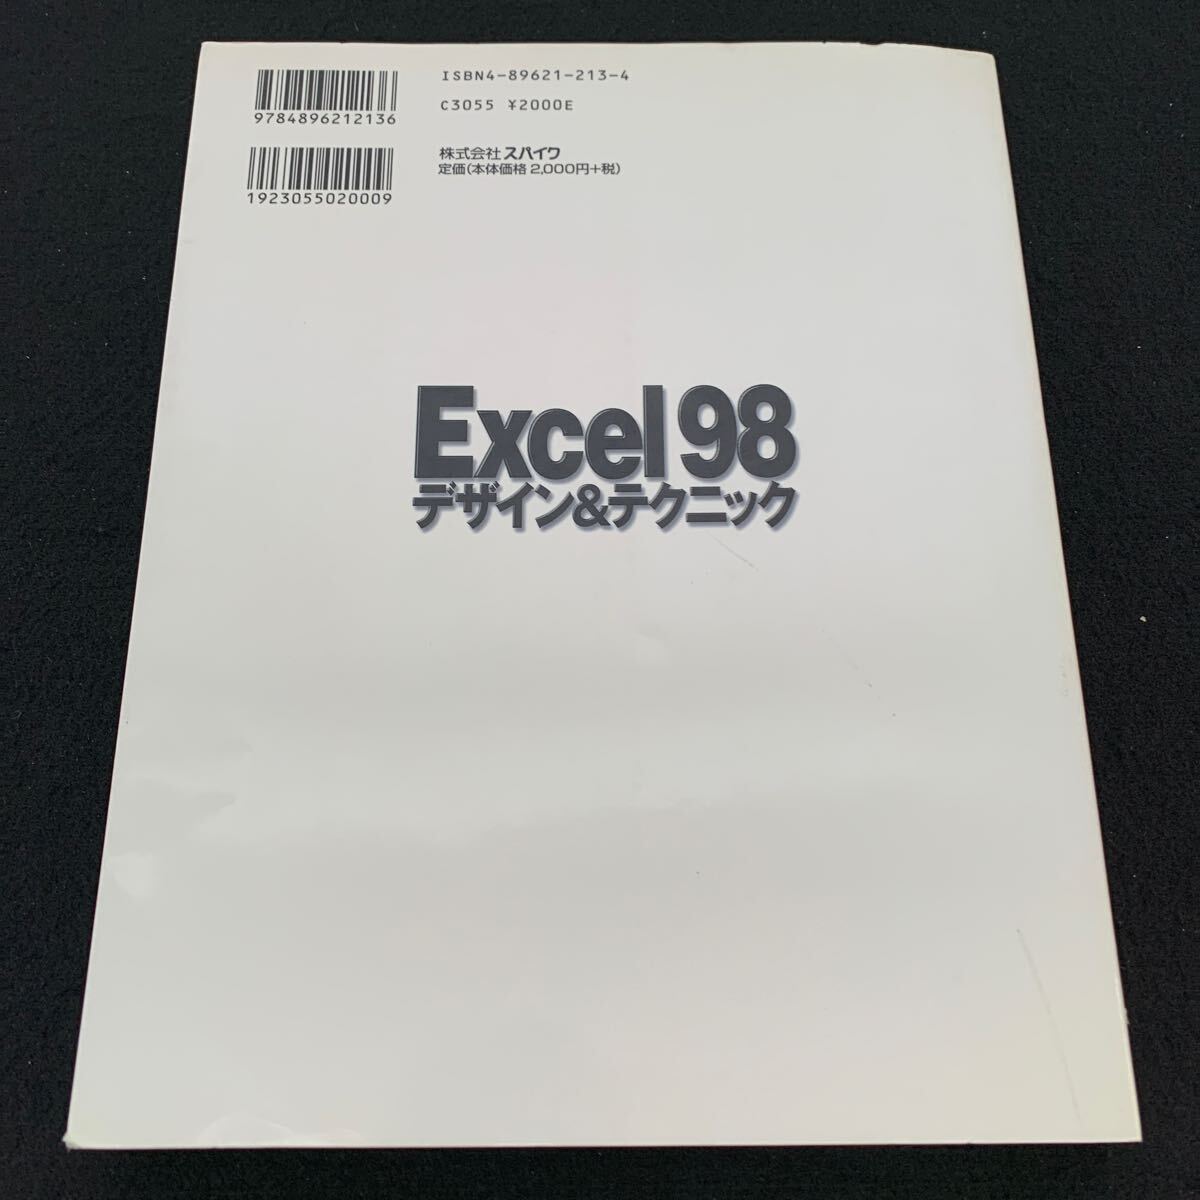 9784896212136
1923055020009
ISBN4-89621-213-4
C3055 ¥2000E
株式会社スパイク
定価(本体価格2,000円+税)
Excel 98
デザイン&テクニック